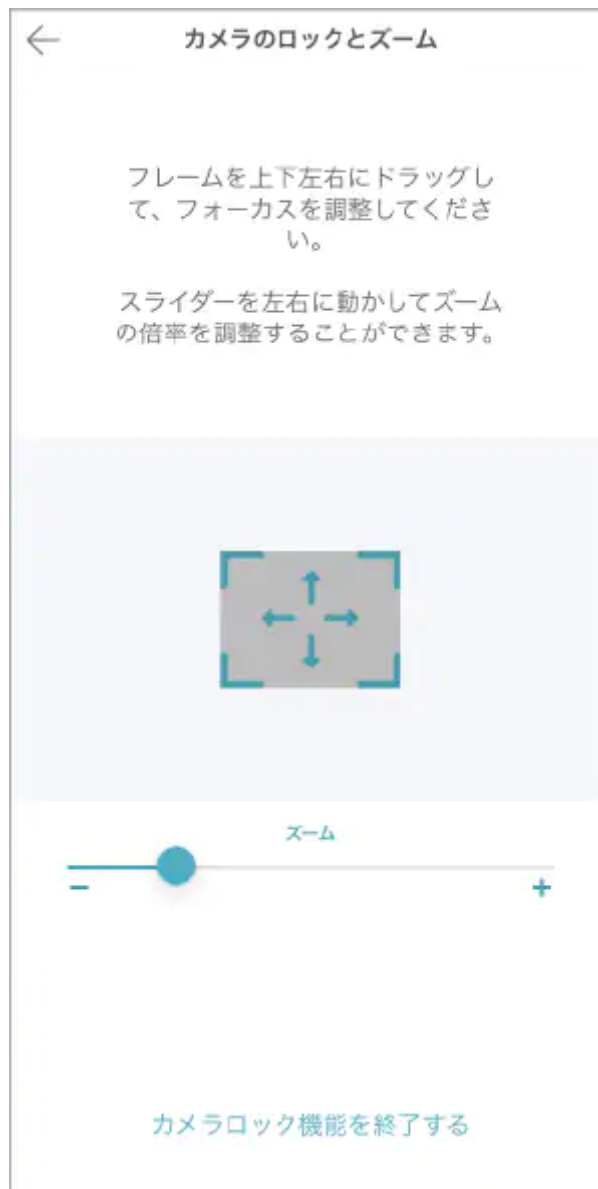 カメラのロックとズーム
フレームを上下左右にドラッグし
て、フォーカスを調整してくださ
い。
スライダーを左右に動かしてズーム
の倍率を調整することができます。
ズーム
− +
カメラロック機能を終了する